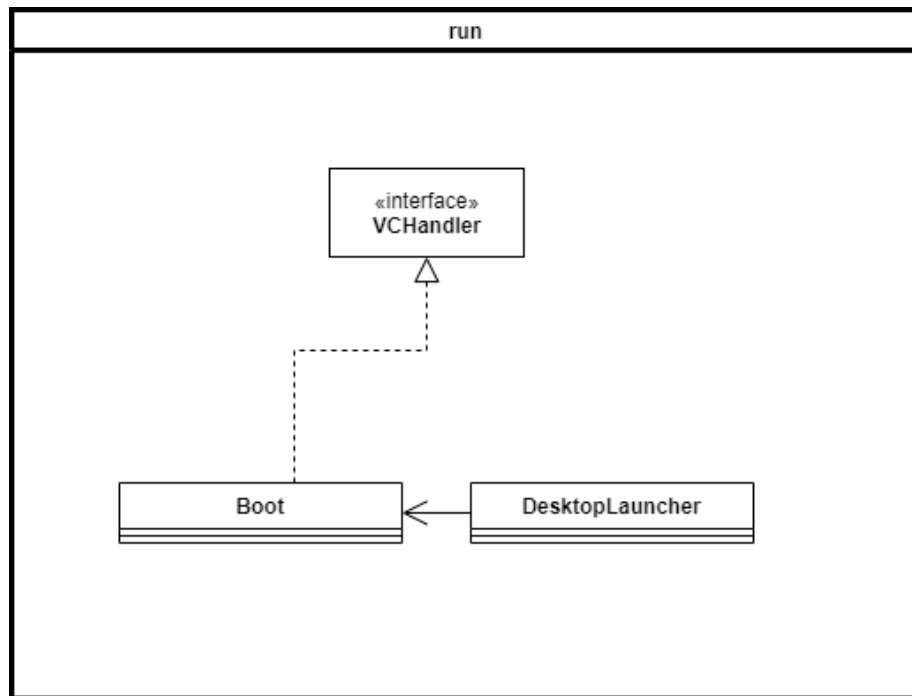 run
«interface»
VCHandler
Boot
DesktopLauncher